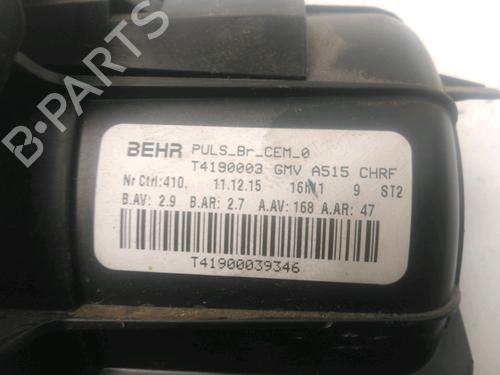 BEHR PULS_Br_CEM_0
T4190003 GMV A515 CHRF
Nr Ctrl:410, 11.12.15 9 ST2
B.AV: 2.9 B.AR: 2.7 A.AV: 168 A.AR: 47
T41900039346
B-PARTS